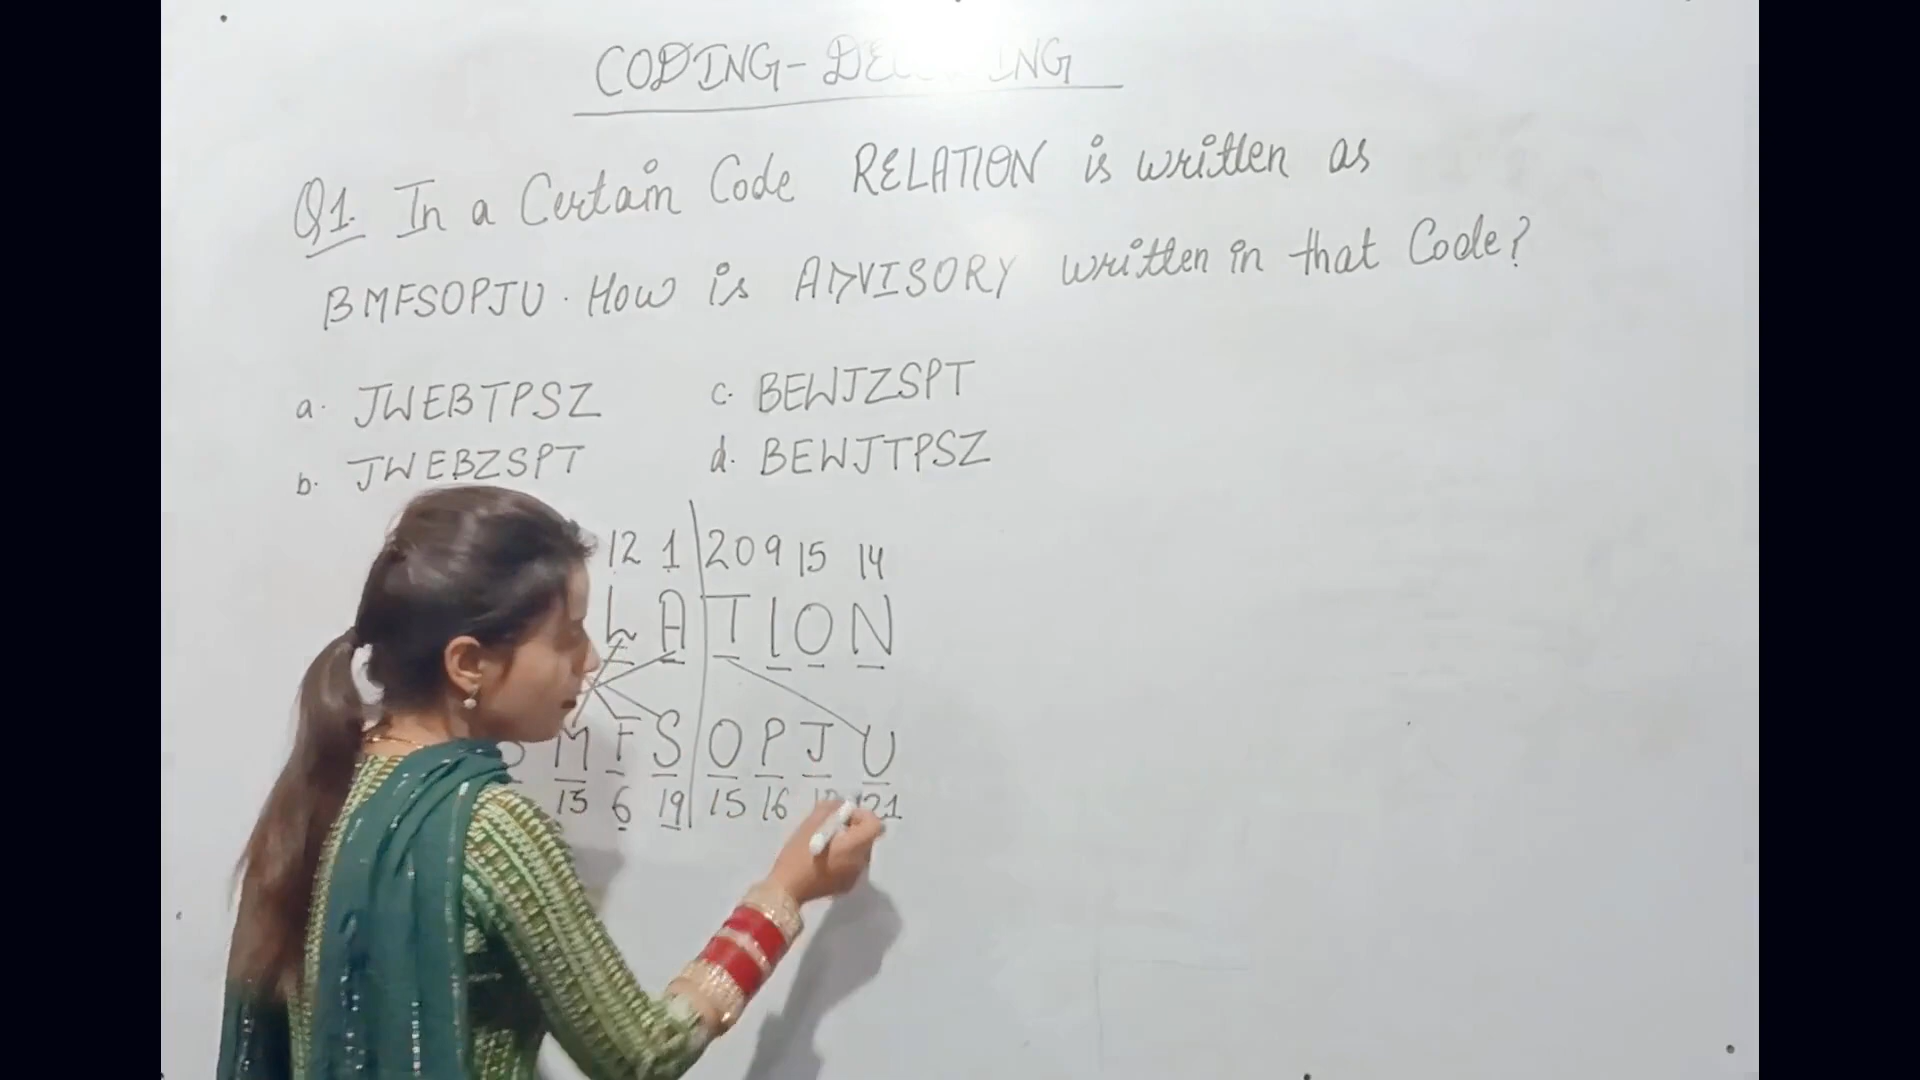 CODING-
Q1. In a Certain Code RELATION is written as
BMFSOPJU. How is ADVISORY written in that Code?
a. JWEBTPSZ c. BEWJZSPT
b. JWEBZSPT d. BEWJTPSZ
12 1 20 9 15 14
L A T I O N
M F S O P J U
6 19 15 16 21